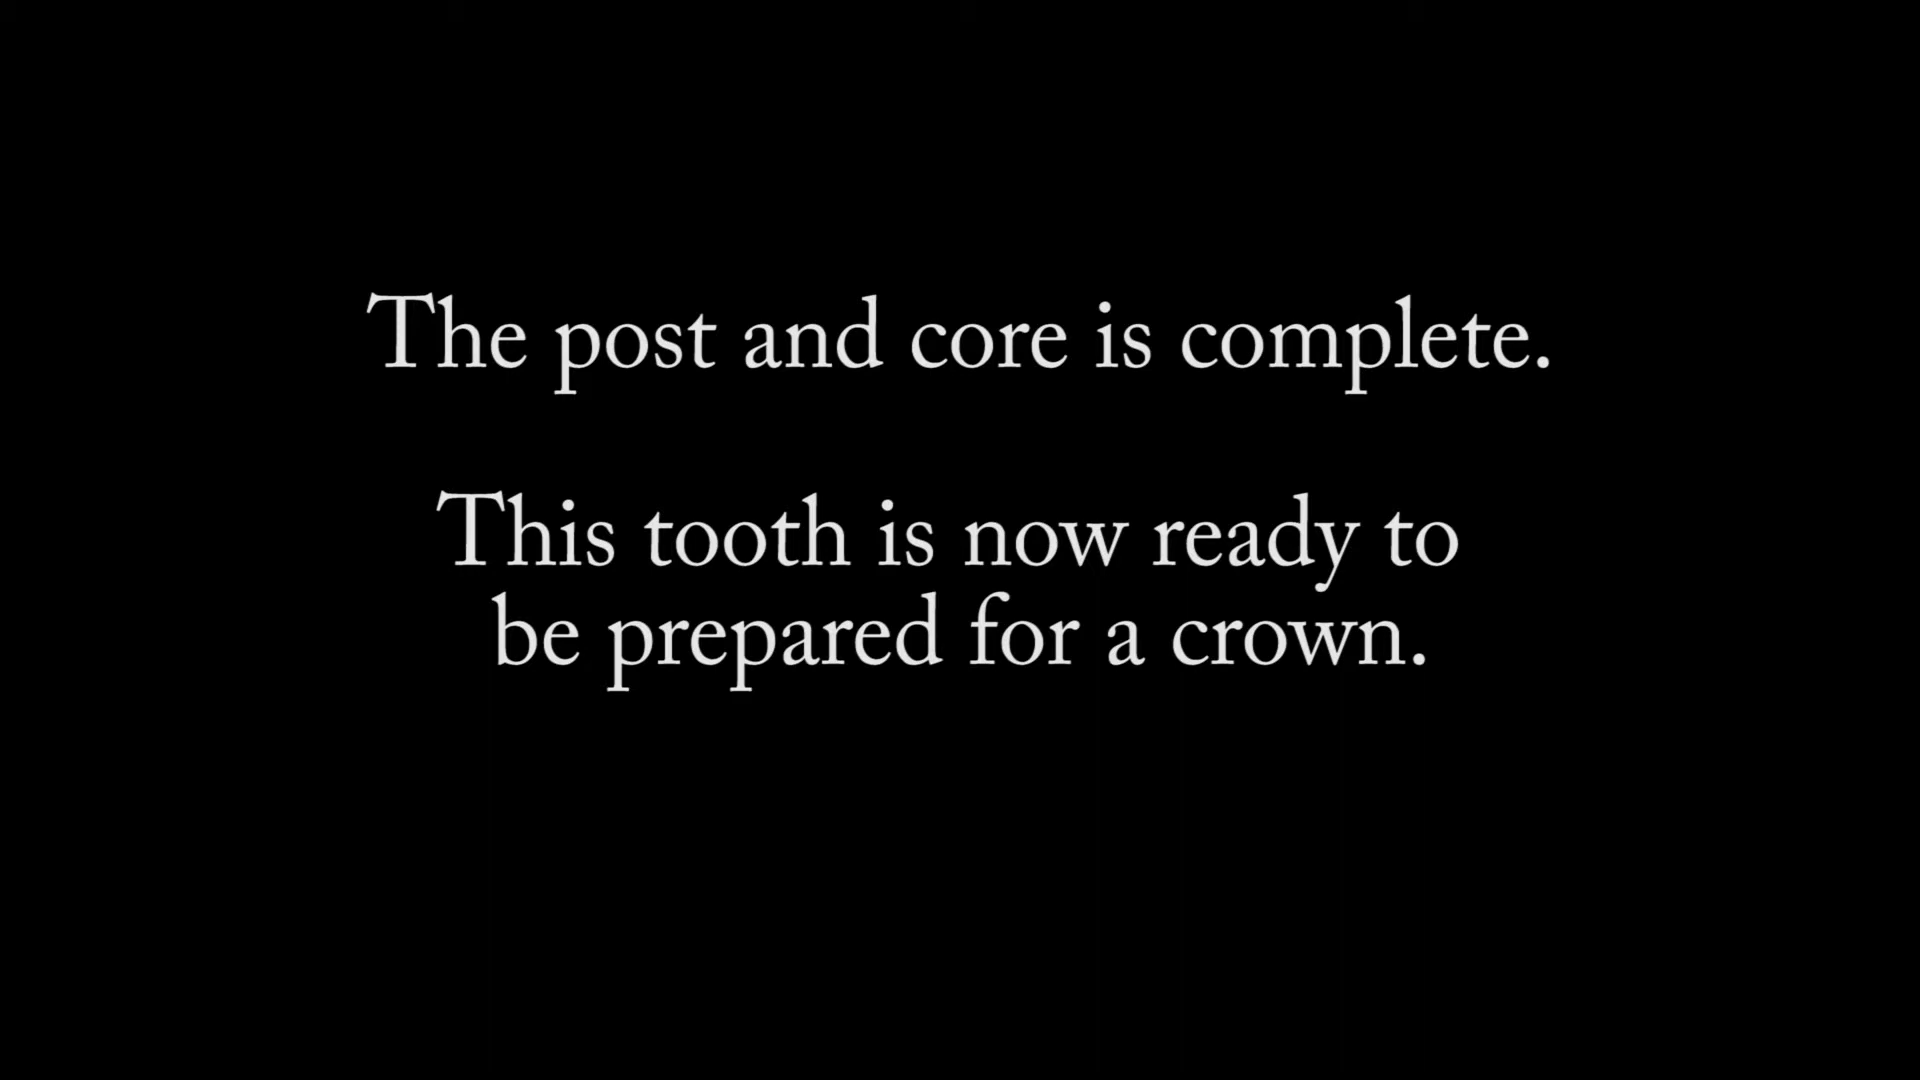 The post and core is complete.
This tooth is now ready to
be prepared for a crown.